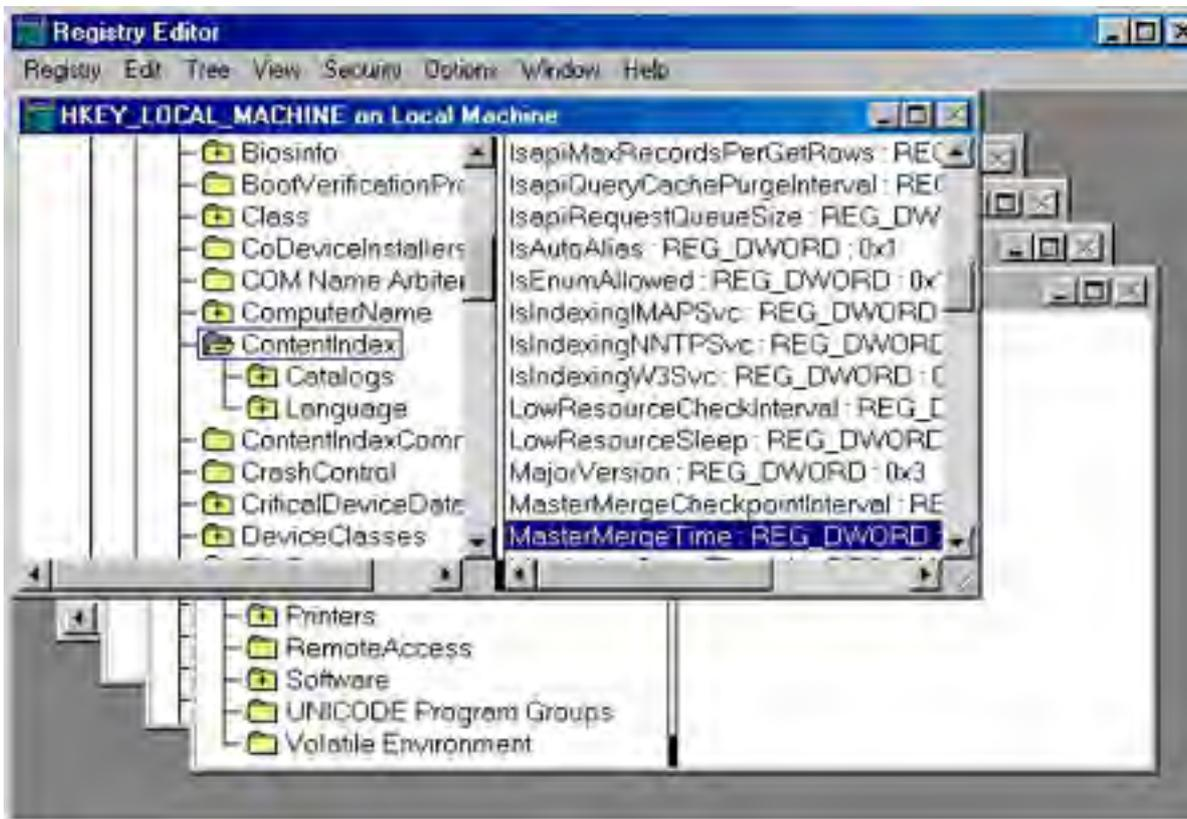 Registry Editor
Registry Edit Tree View Security Options Window Help
HKEY_LOCAL_MACHINE on Local Machine
Biosinfo
BootVerificationPro
Class
CoDeviceInstallers
COM Name Arbiter
ComputerName
ContentIndex
Catalogs
Language
ContentIndexComm
CrashControl
CriticalDeviceData
DeviceClasses
IsapiMaxRecordsPerGetRows : REG
IsapiQueryCachePurgeInterval : REG
IsapiRequestQueueSize : REG_DW
IsAutoAlias : REG_DWORD : 0x1
IsEnumAllowed : REG_DWORD : 0x
IsIndexingIMAPSvc : REG_DWORD
IsIndexingNNTPSvc : REG_DWORD
IsIndexingW3Svc : REG_DWORD : 0
LowResourceCheckInterval : REG_D
LowResourceSleep : REG_DWORD
MajorVersion : REG_DWORD : 0x3
MasterMergeCheckpointInterval : RE
MasterMergeTime : REG_DWORD :
Printers
RemoteAccess
Software
UNICODE Program Groups
Volatile Environment